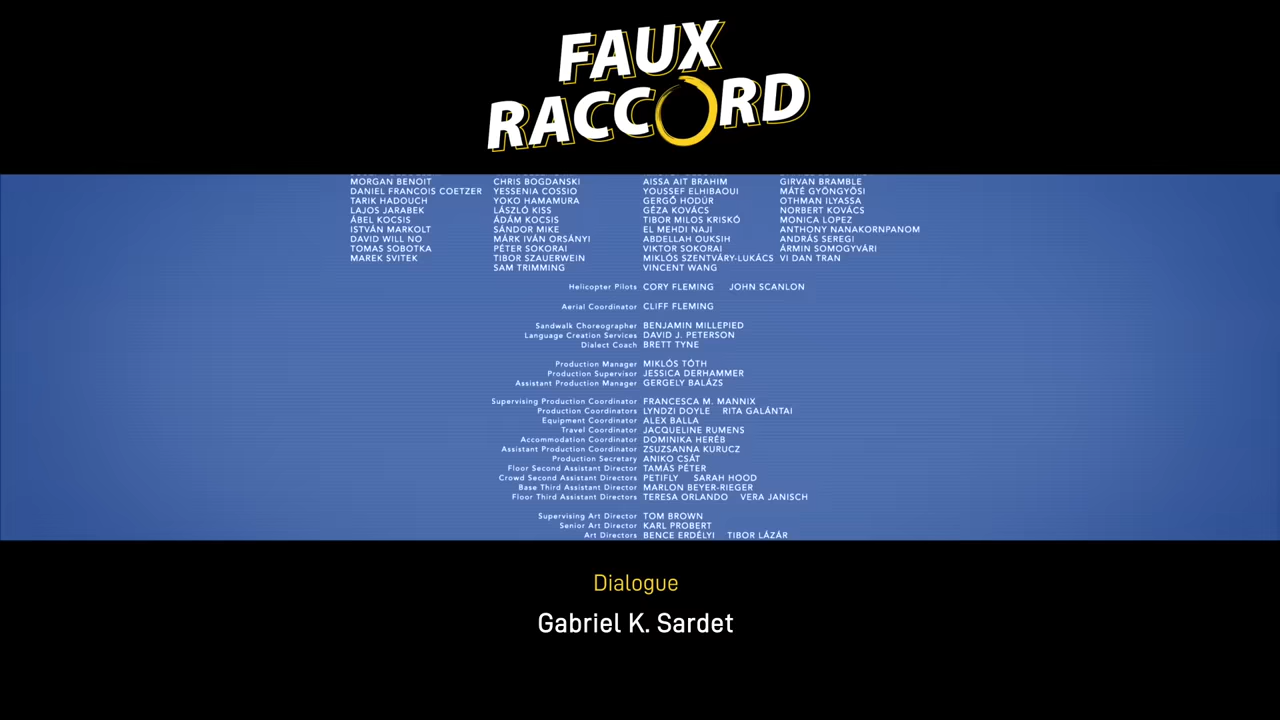 FAUX
RACCORD
MORGAN BENOIT CHRIS BOGDANSKI AISSA AIT BRAHIM GIRVAN BRAMBLE
DANIEL FRANCOIS COETZER YESSENIA COSSIO YOUSSEF ELHIBAOUI MÁTÉ GYÖNGYÖSI
TARIK HADOUCH YOKO HAMAMURA GERGŐ HODÚR OTHMAN ILYASSA
LAJOS JARABEK LÁSZLÓ KISS GÉZA KOVÁCS NORBERT KOVÁCS
ÁBEL KOCSIS ÁDÁM KOCSIS TIBOR MILOS KRISKÓ MONICA LOPEZ
ISTVÁN MARKOLT SÁNDOR MIKE EL MEHDI NAJI ANTHONY NANAKORNPANOM
DAVID WILL NO MÁRK IVÁN ORSÁNYI ABDELLAH OUKSIH ANDRÁS SEREGI
TOMAS SOBOTKA PÉTER SOKORAI VIKTOR SOKORAI ÁRMIN SOMOGYVÁRI
MAREK SVITEK TIBOR SZAUERWEIN MIKLÓS SZENTVÁRY-LUKÁCS VI DAN TRAN
SAM TRIMMING VINCENT WANG
Helicopter Pilots CORY FLEMING JOHN SCANLON
Aerial Coordinator CLIFF FLEMING
Sandwalk Choreographer BENJAMIN MILLEPIED
Language Creation Services DAVID J. PETERSON
Dialect Coach BRETT TYNE
Production Manager MIKLÓS TÓTH
Production Supervisor JESSICA DERHAMMER
Assistant Production Manager GERGELY BALÁZS
Supervising Production Coordinator FRANCESCA M. MANNIX
Production Coordinators LYNDZI DOYLE RITA GALÁNTAI
Equipment Coordinator ALEX BALLA
Travel Coordinator JACQUELINE RUMENS
Accommodation Coordinator DOMINIKA HERÉB
Assistant Production Coordinator ZSUZSANNA KURUCZ
Production Secretary ANIKO CSÁT
Floor Second Assistant Director TAMÁS PÉTER
Crowd Second Assistant Directors PETIFLY SARAH HOOD
Base Third Assistant Director MARLON BEYER-RIEGER
Floor Third Assistant Directors TERESA ORLANDO VERA JANISCH
Supervising Art Director TOM BROWN
Senior Art Director KARL PROBERT
Art Directors BENCE ERDÉLYI TIBOR LÁZÁR
Dialogue
Gabriel K. Sardet